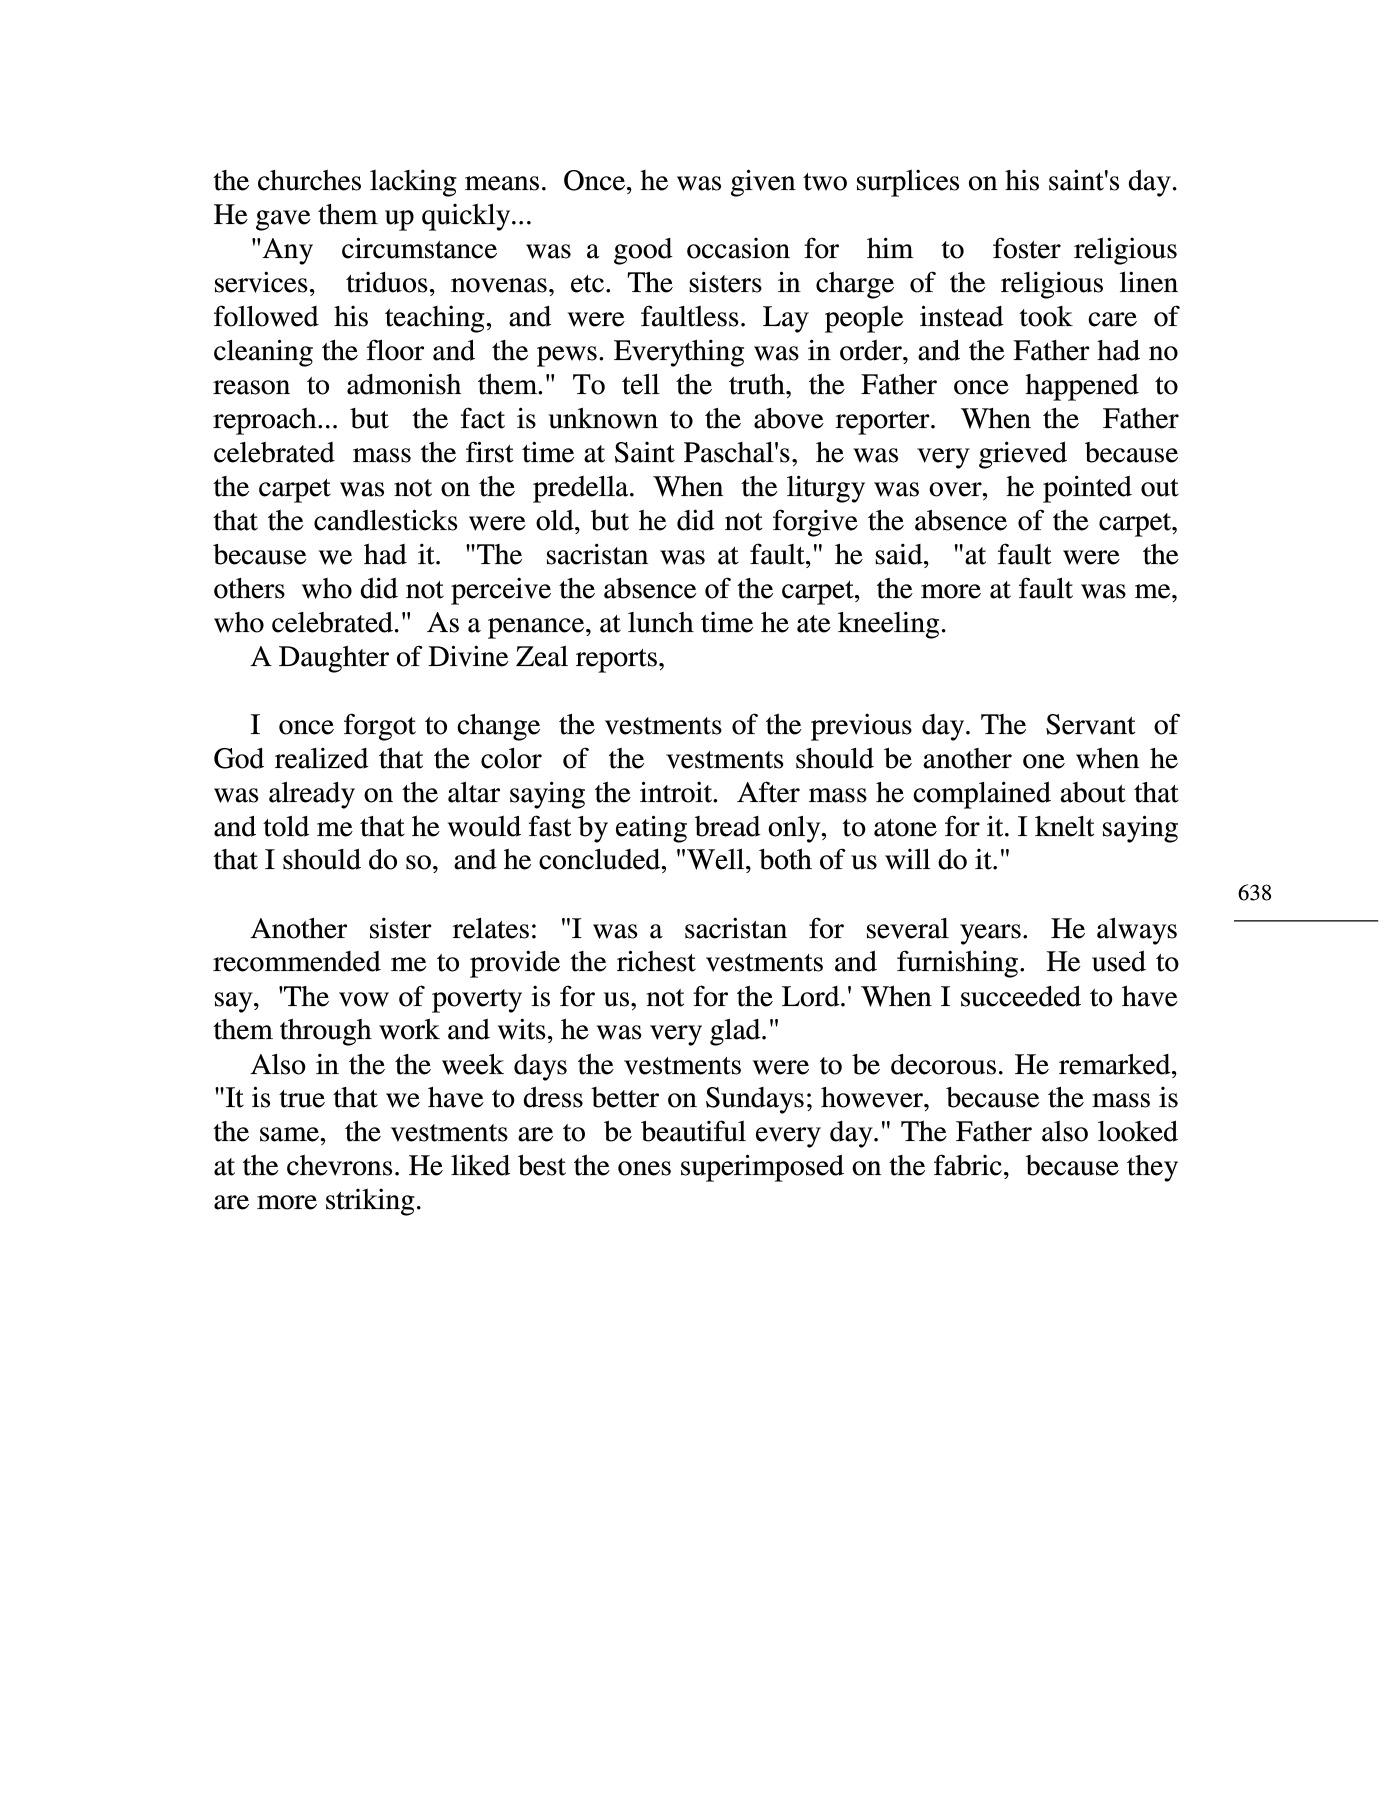 the churches lacking means. Once, he was given two surplices on his saint's day.
He gave them up quickly...
"Any circumstance was a good occasion for him to foster religious
services, triduos, novenas, etc. The sisters in charge of the religious linen
followed his teaching, and were faultless. Lay people instead took care of
cleaning the floor and the pews. Everything was in order, and the Father had no
reason to admonish them." To tell the truth, the Father once happened to
reproach... but the fact is unknown to the above reporter. When the Father
celebrated mass the first time at Saint Paschal's, he was very grieved because
the carpet was not on the predella. When the liturgy was over, he pointed out
that the candlesticks were old, but he did not forgive the absence of the carpet,
because we had it. "The sacristan was at fault," he said, "at fault were the
others who did not perceive the absence of the carpet, the more at fault was me,
who celebrated." As a penance, at lunch time he ate kneeling.
A Daughter of Divine Zeal reports,
I once forgot to change the vestments of the previous day. The Servant of
God realized that the color of the vestments should be another one when he
was already on the altar saying the introit. After mass he complained about that
and told me that he would fast by eating bread only, to atone for it. I knelt saying
that I should do so, and he concluded, "Well, both of us will do it."
638
Another sister relates: "I was a sacristan for several years. He always
recommended me to provide the richest vestments and furnishing. He used to
say, 'The vow of poverty is for us, not for the Lord.' When I succeeded to have
them through work and wits, he was very glad."
Also in the the week days the vestments were to be decorous. He remarked,
"It is true that we have to dress better on Sundays; however, because the mass is
the same, the vestments are to be beautiful every day." The Father also looked
at the chevrons. He liked best the ones superimposed on the fabric, because they
are more striking.